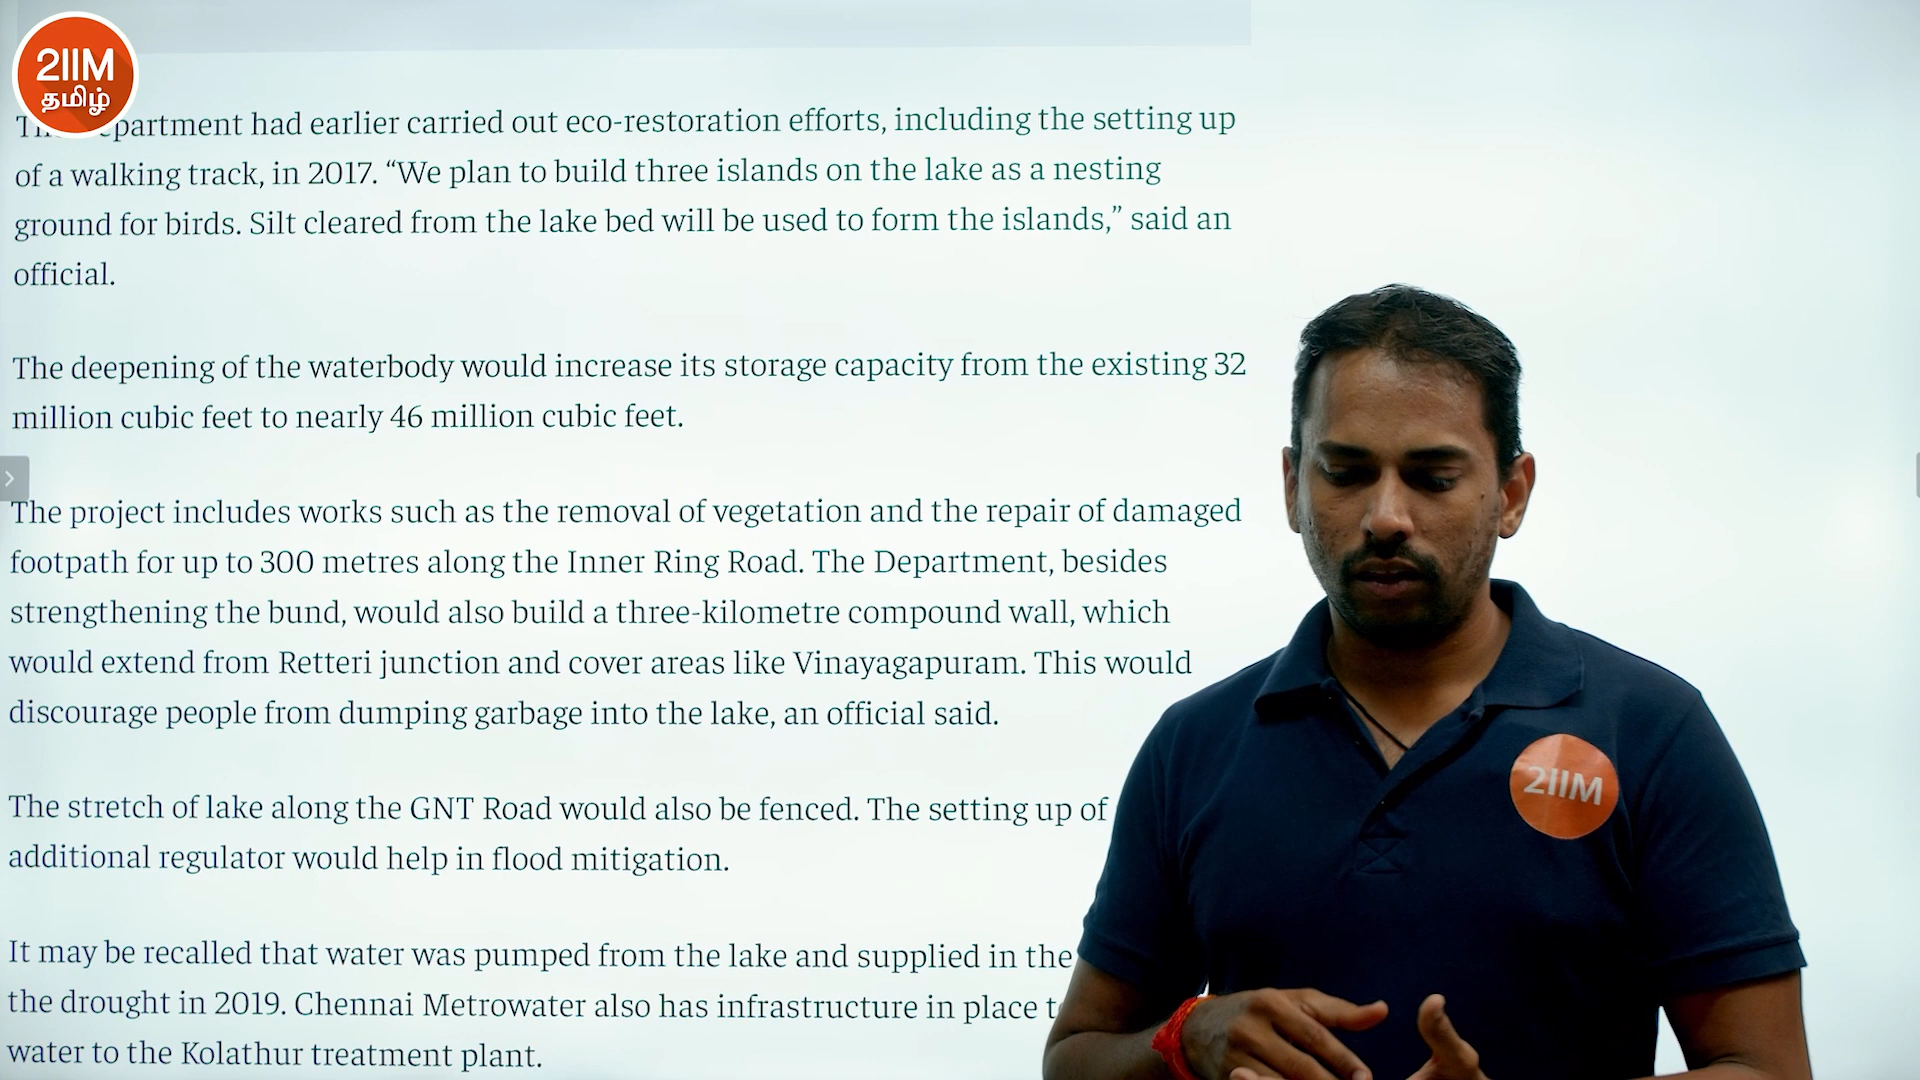 2IIM
தமிழ்
partment had earlier carried out eco-restoration efforts, including the setting up
of a walking track, in 2017. “We plan to build three islands on the lake as a nesting
ground for birds. Silt cleared from the lake bed will be used to form the islands,” said an
official.
The deepening of the waterbody would increase its storage capacity from the existing 32
million cubic feet to nearly 46 million cubic feet.
The project includes works such as the removal of vegetation and the repair of damaged
footpath for up to 300 metres along the Inner Ring Road. The Department, besides
strengthening the bund, would also build a three-kilometre compound wall, which
would extend from Retteri junction and cover areas like Vinayagapuram. This would
discourage people from dumping garbage into the lake, an official said.
The stretch of lake along the GNT Road would also be fenced. The setting up of
additional regulator would help in flood mitigation.
It may be recalled that water was pumped from the lake and supplied in the
the drought in 2019. Chennai Metrowater also has infrastructure in place
water to the Kolathur treatment plant.
2IIM